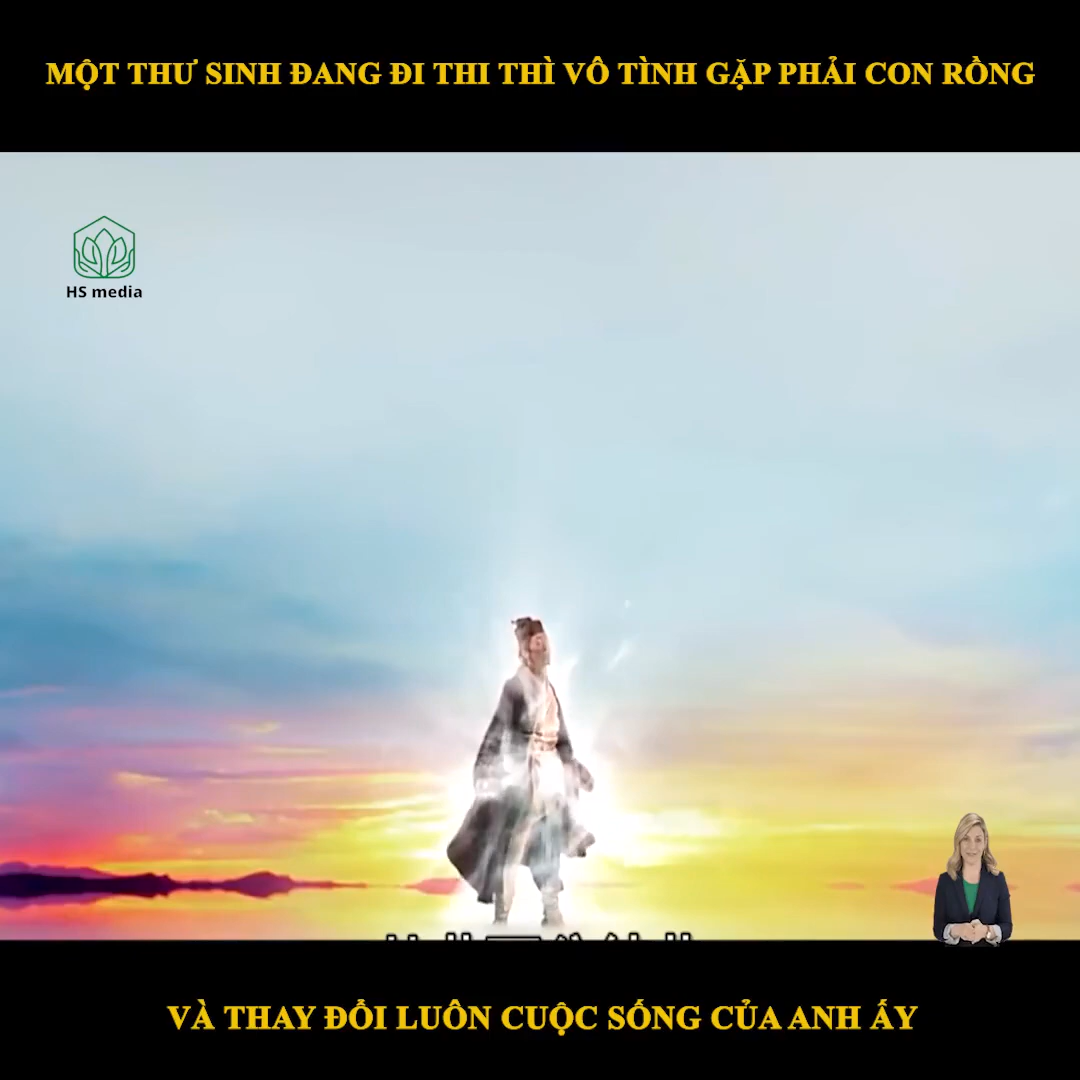 MỘT THƯ SINH ĐANG ĐI THI THÌ VÔ TÌNH GẶP PHẢI CON RỒNG
HS media
VÀ THAY ĐỔI LUÔN CUỘC SỐNG CỦA ANH ẤY